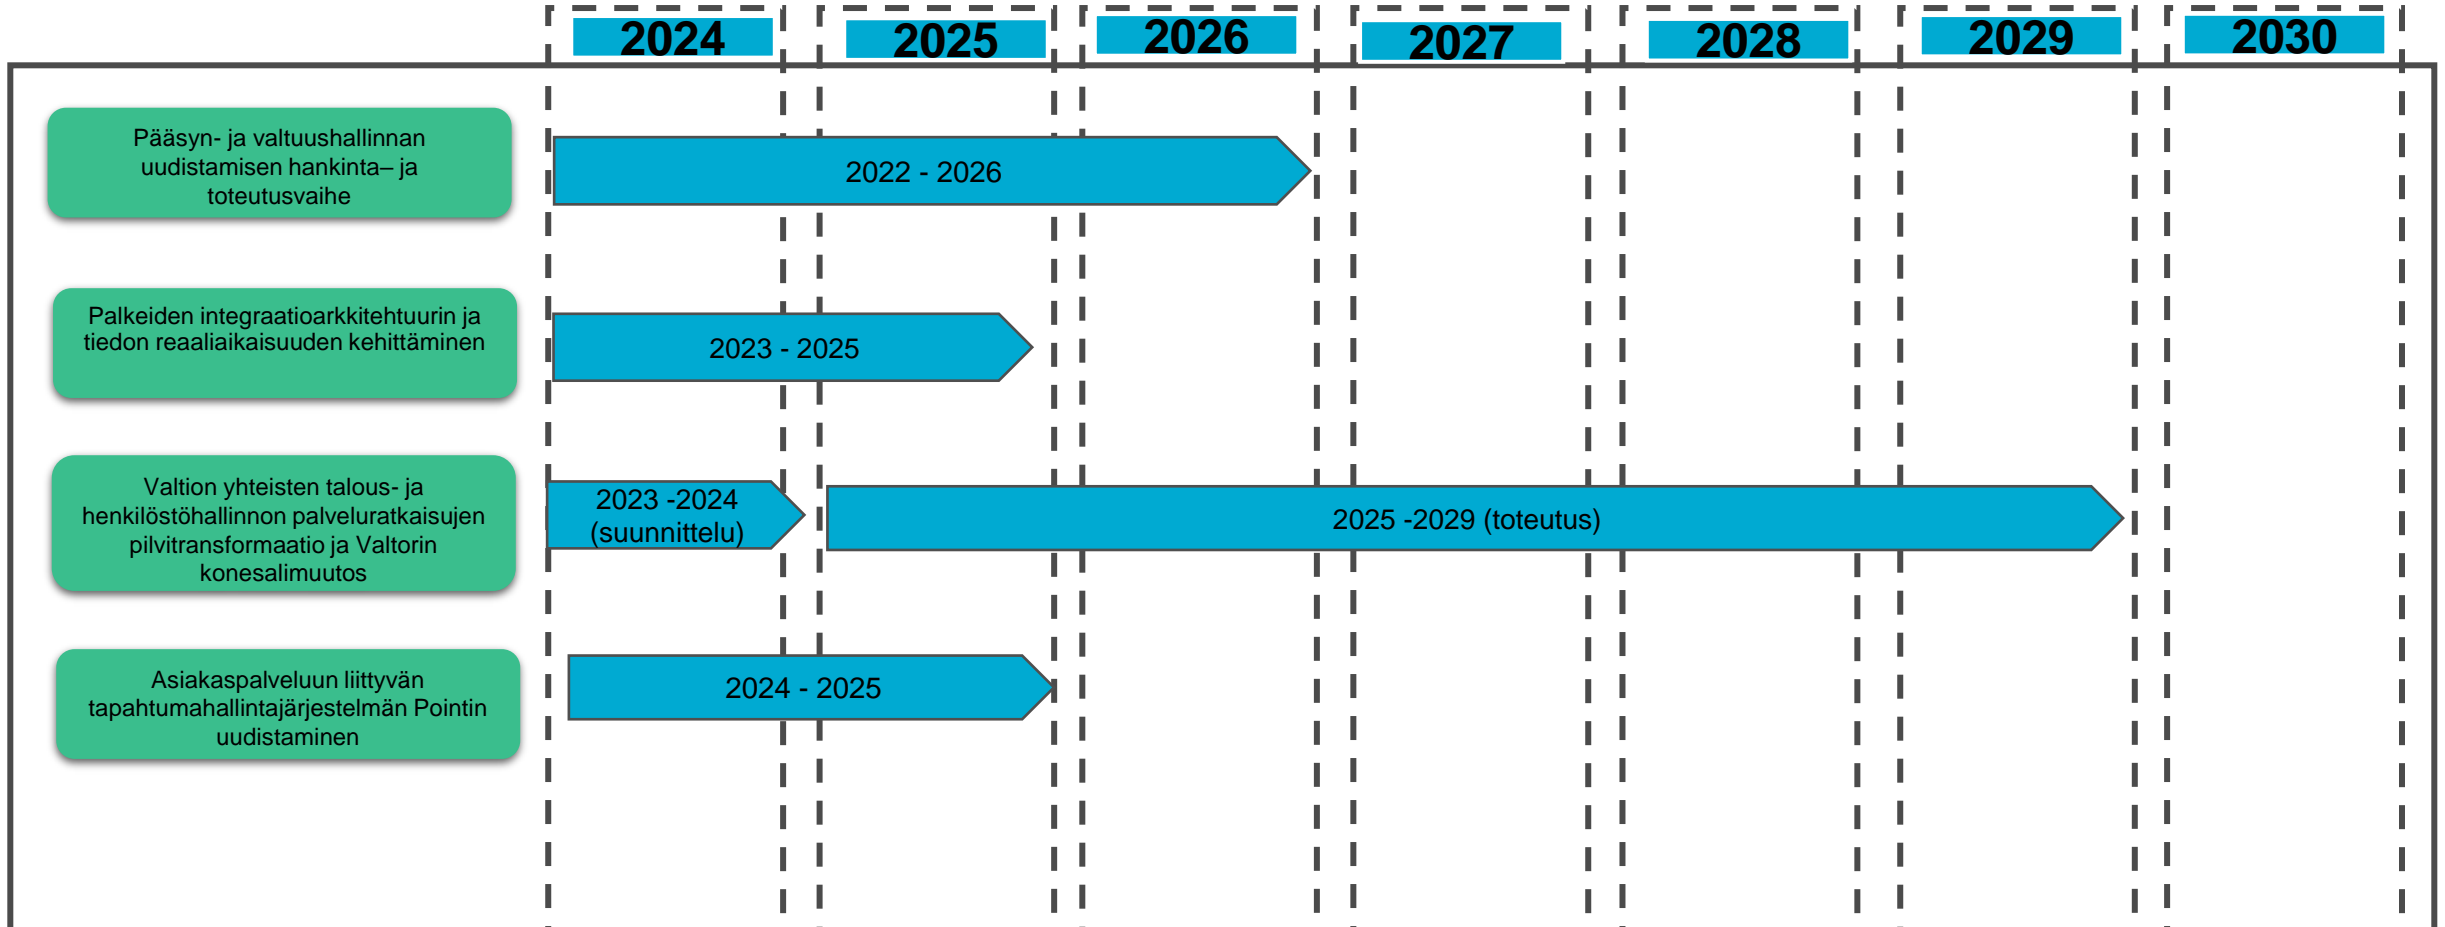 2024 2025 2026 2027 2028 2029 2030
Pääsyn- ja valtuushallinnan
uudistamisen hankinta– ja
toteutusvaihe
2022 - 2026
Palkeiden integraatioarkkitehtuurin ja
tiedon reaaliaikaisuuden kehittäminen
2023 - 2025
Valtion yhteisten talous- ja
henkilöstöhallinnon palveluratkaisujen
pilvitransformaatio ja Valtorin
konesalimuutos
2023 -2024
(suunnittelu)
2025 -2029 (toteutus)
Asiakaspalveluun liittyvän
tapahtumahallintajärjestelmän Pointin
uudistaminen
2024 - 2025